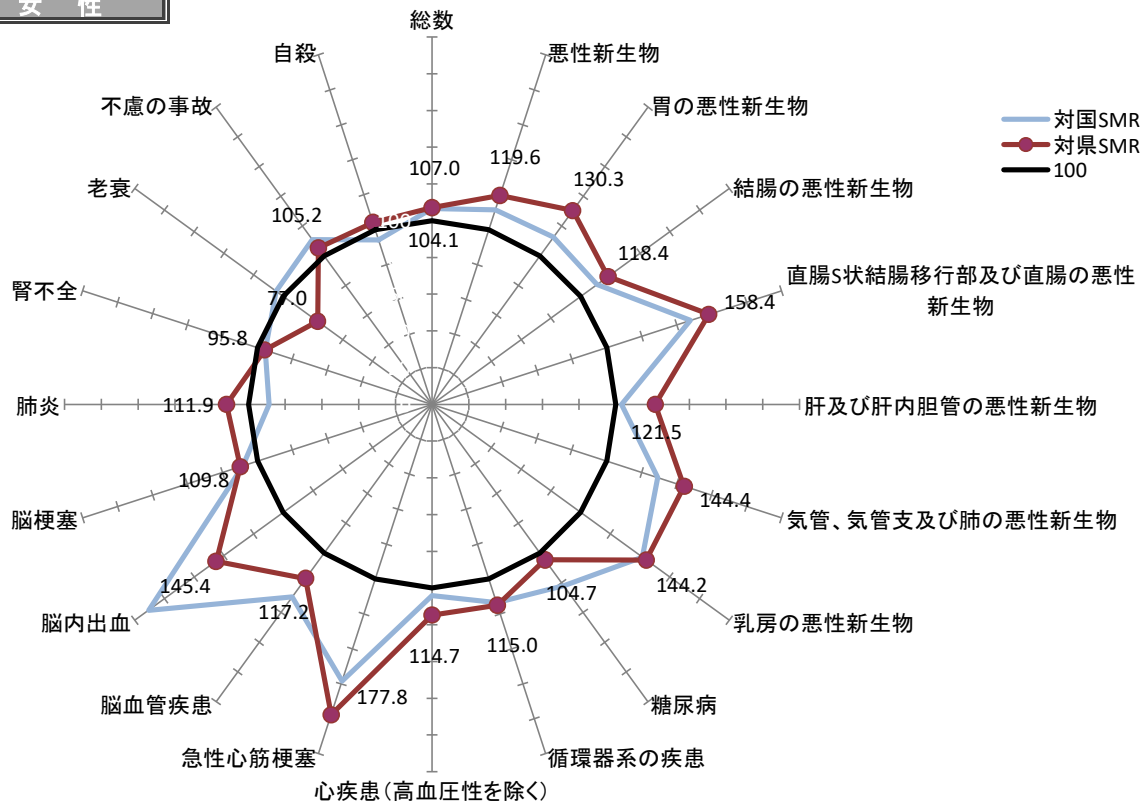 女 性
総数
悪性新生物
胃の悪性新生物
結腸の悪性新生物
直腸S状結腸移行部及び直腸の悪性
新生物
肝及び肝内胆管の悪性新生物
気管、気管支及び肺の悪性新生物
乳房の悪性新生物
糖尿病
循環器系の疾患
心疾患(高血圧性を除く)
急性心筋梗塞
脳血管疾患
脳内出血
脳梗塞
肺炎
腎不全
老衰
不慮の事故
自殺
対国SMR
対県SMR
100
107.0
119.6
130.3
118.4
158.4
121.5
144.4
144.2
104.7
115.0
114.7
177.8
117.2
145.4
109.8
111.9
95.8
77.0
105.2
104.1
100